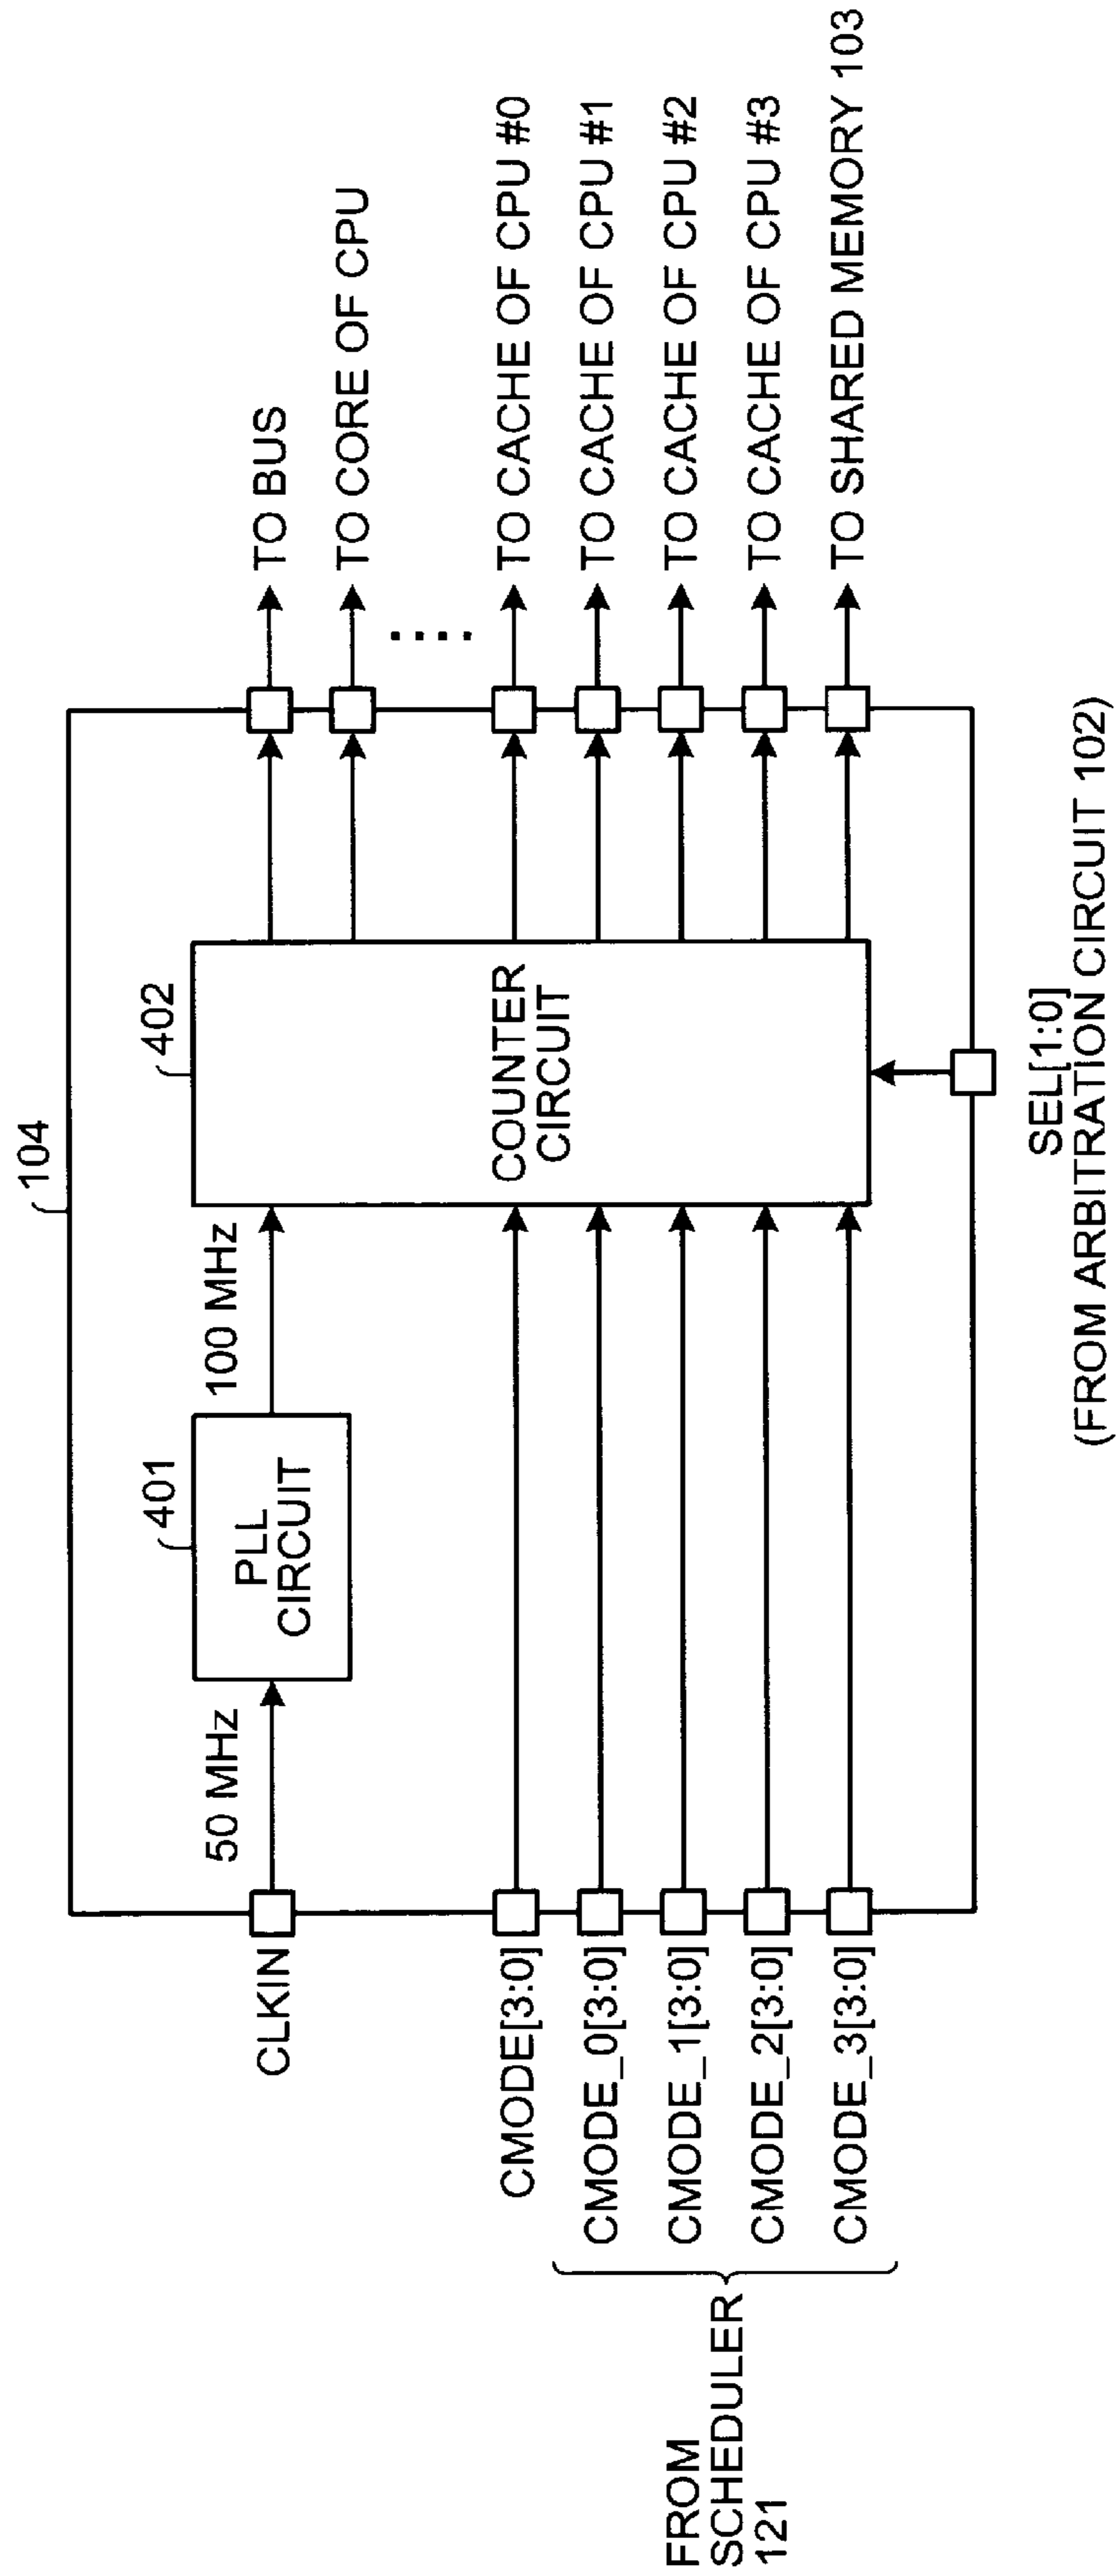 104
CLKIN
50 MHz
401
PLL
CIRCUIT
100 MHz
402
COUNTER
CIRCUIT
CMODE[3:0]
CMODE_0[3:0]
CMODE_1[3:0]
CMODE_2[3:0]
CMODE_3[3:0]
FROM
SCHEDULER
121
TO BUS
TO CORE OF CPU
TO CACHE OF CPU #0
TO CACHE OF CPU #1
TO CACHE OF CPU #2
TO CACHE OF CPU #3
TO SHARED MEMORY 103
SEL[1:0]
(FROM ARBITRATION CIRCUIT 102)